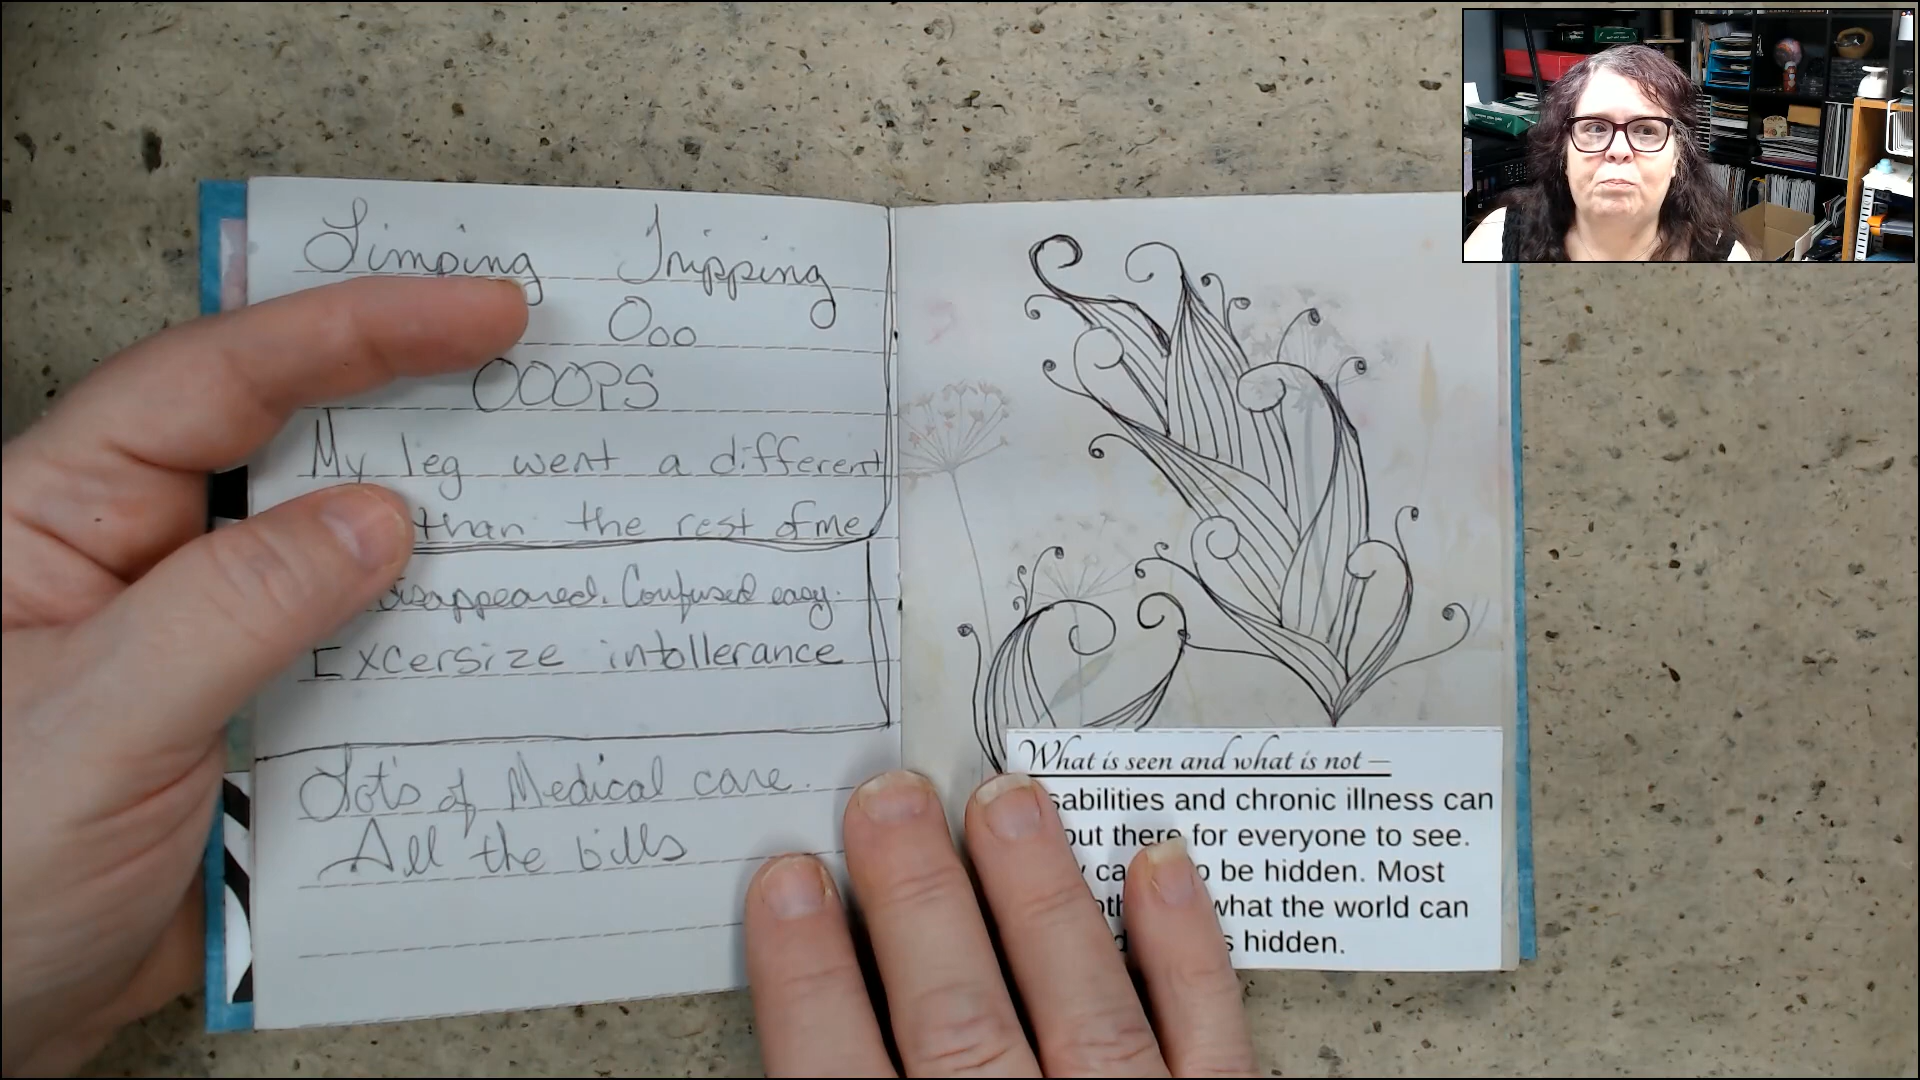 Limping Tripping
Ooo
OOOPS
My leg went a different
than the rest of me
Disappeared. Confused easy.
Excersize intollerance
Lot's of Medical care.
All the bills
What is seen and what is not —
sabilities and chronic illness can
out there for everyone to see.
be hidden. Most
what the world can
hidden.